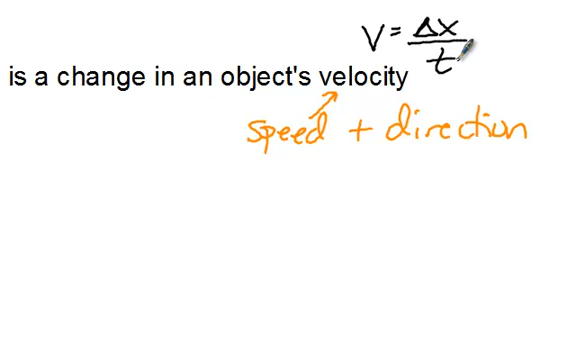 V = Δx / t
is a change in an object's velocity
speed + direction